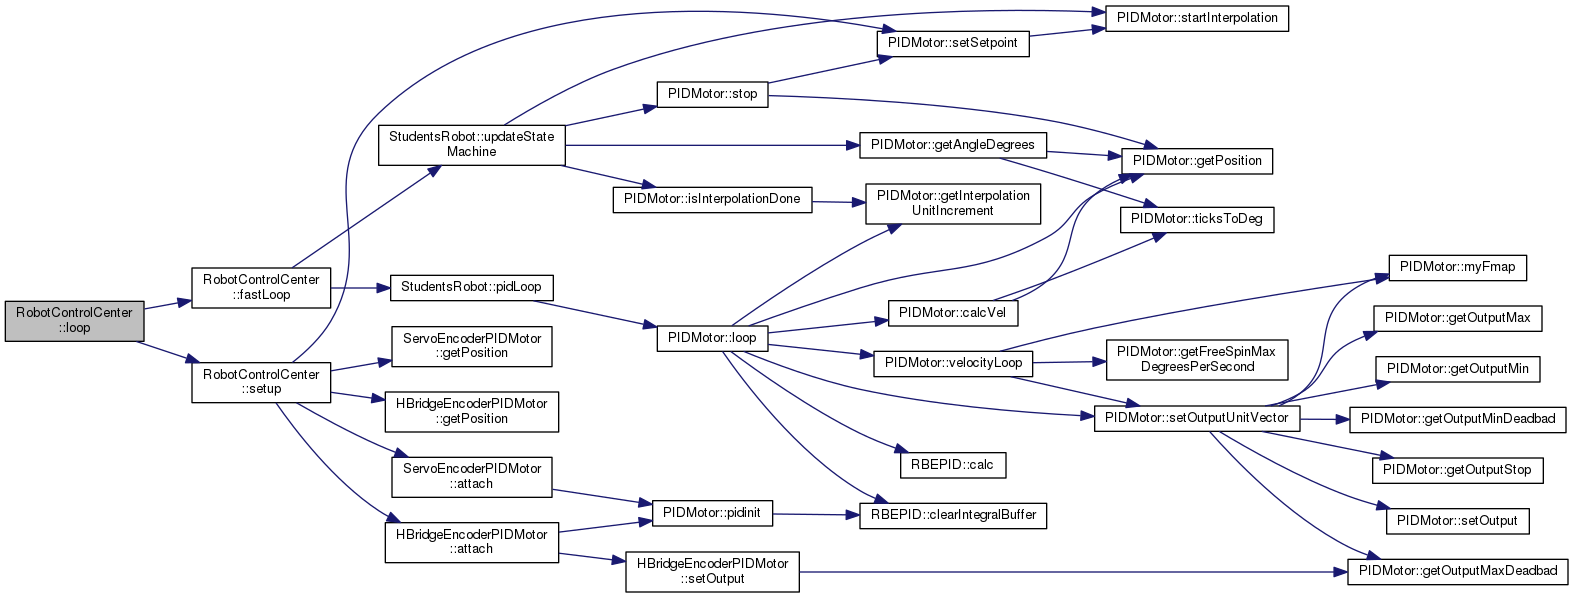 RobotControlCenter
::loop
RobotControlCenter
::fastLoop
RobotControlCenter
::setup
StudentsRobot::updateState
Machine
StudentsRobot::pidLoop
ServoEncoderPIDMotor
::getPosition
HBridgeEncoderPIDMotor
::getPosition
ServoEncoderPIDMotor
::attach
HBridgeEncoderPIDMotor
::attach
PIDMotor::stop
PIDMotor::isInterpolationDone
PIDMotor::loop
PIDMotor::pidinit
HBridgeEncoderPIDMotor
::setOutput
PIDMotor::setSetpoint
PIDMotor::getAngleDegrees
PIDMotor::getInterpolation
UnitIncrement
PIDMotor::calcVel
PIDMotor::velocityLoop
RBEPID::calc
RBEPID::clearIntegralBuffer
PIDMotor::startInterpolation
PIDMotor::getPosition
PIDMotor::ticksToDeg
PIDMotor::getFreeSpinMax
DegreesPerSecond
PIDMotor::setOutputUnitVector
PIDMotor::myFmap
PIDMotor::getOutputMax
PIDMotor::getOutputMin
PIDMotor::getOutputMinDeadbad
PIDMotor::getOutputStop
PIDMotor::setOutput
PIDMotor::getOutputMaxDeadbad